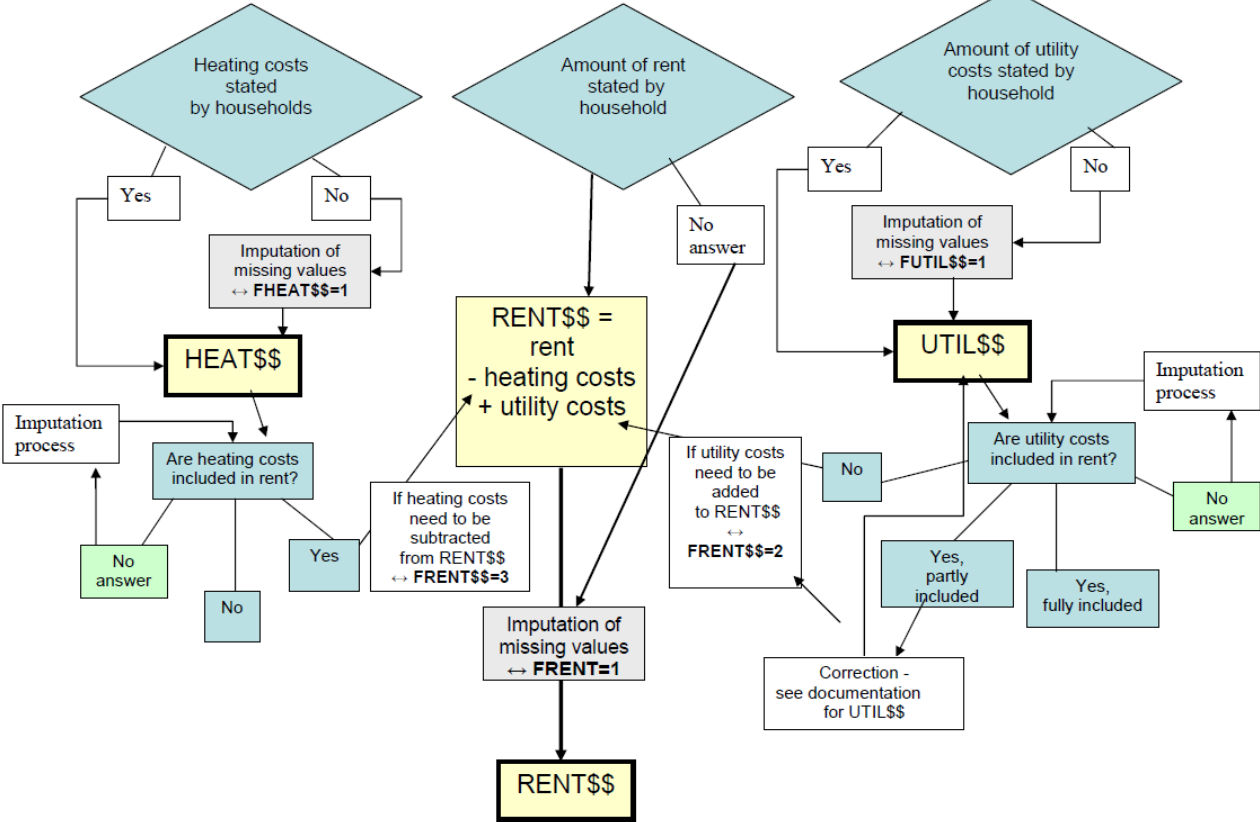 Heating costs
stated
by households
Amount of rent
stated by
household
Amount of utility
costs stated by
household
Yes
No
No
answer
Yes
No
Imputation of
missing values
↔ FHEAT$$=1
Imputation of
missing values
↔ FUTIL$$=1
HEAT$$
RENT$$ =
rent
- heating costs
+ utility costs
UTIL$$
Imputation
process
Imputation
process
Are heating costs
included in rent?
Are utility costs
included in rent?
If heating costs
need to be
subtracted
from RENT$$
↔ FRENT$$=3
If utility costs
need to be
added
to RENT$$
↔
FRENT$$=2
No
No
answer
No
answer
No
Yes
Yes,
partly
included
Yes,
fully included
Imputation of
missing values
↔ FRENT=1
Correction -
see documentation
for UTIL$$
RENT$$